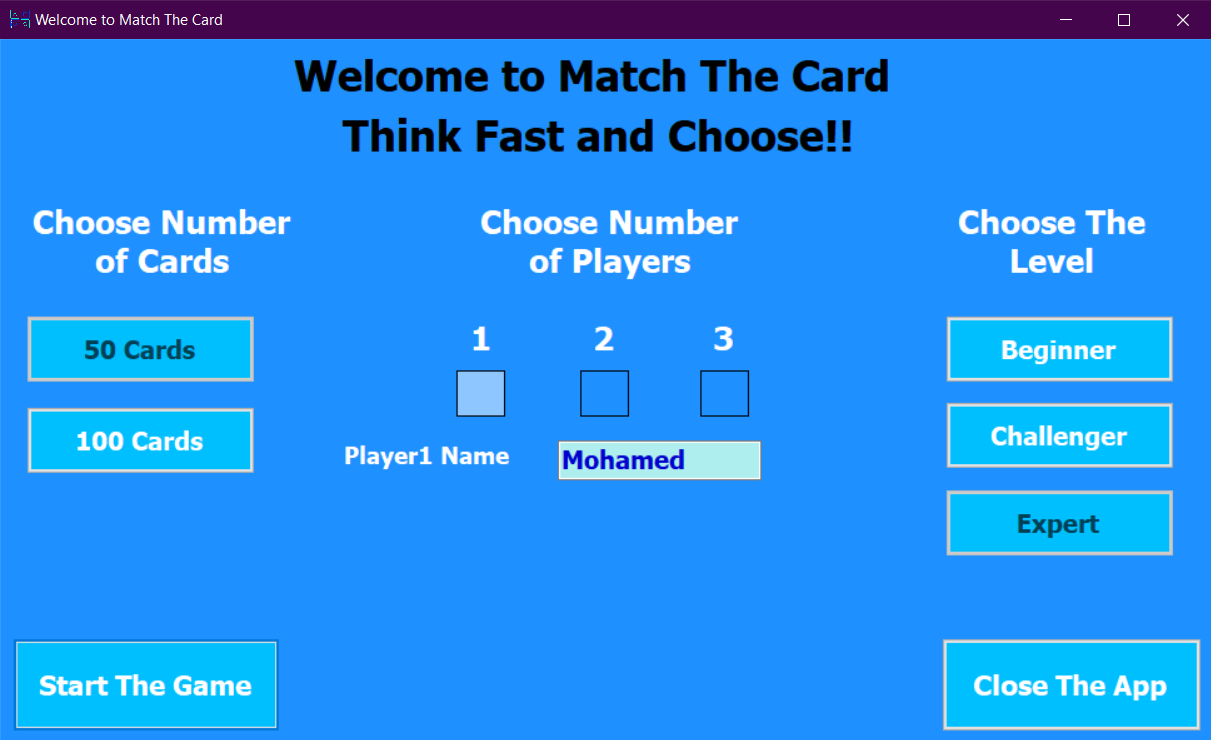 Welcome to Match The Card
Welcome to Match The Card
Think Fast and Choose!!
Choose Number
of Cards
50 Cards
100 Cards
Choose Number
of Players
1 2 3
Player1 Name Mohamed
Choose The
Level
Beginner
Challenger
Expert
Start The Game
Close The App